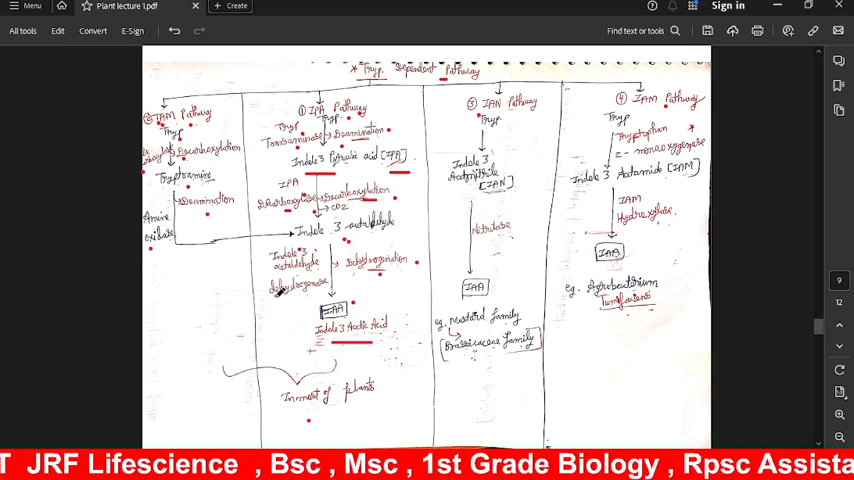 Menu
Plant lecture 1.pdf
Create
Sign in
All tools
Edit
Convert
E-Sign
Find text or tools
* Tryp. Dependent Pathway
TAM Pathway
Tryp
Decarboxylation
Tryptamine
Deamination
Amine
oxidase
① IPA Pathway
Tryp.
Tryp
Transaminase
Deamination
Indole 3 Pyruvic acid [IPA]
IPA
Decarboxylase
Decarboxylation
CO2
Indole 3-acetaldehyde
Indole 3
acetaldehyde
dehydrogenase
Dehydrogenation
IAA
Indole 3 Acetic Acid
In most of plants
③ IAN Pathway
Tryp
Indole 3
[IAN]
Nitrilase
IAA
eg. Mustard family
[Brassicaceae family]
④ IAM Pathway
Tryp
Tryptophan *
2- monooxygenase
Indole 3 Acetamide [IAM]
IAM
Hydroxylase
IAA
eg. Agrobacterium
Tumifaciens
9
12
T JRF Lifescience , Bsc , Msc , 1st Grade Biology , Rpsc Assista